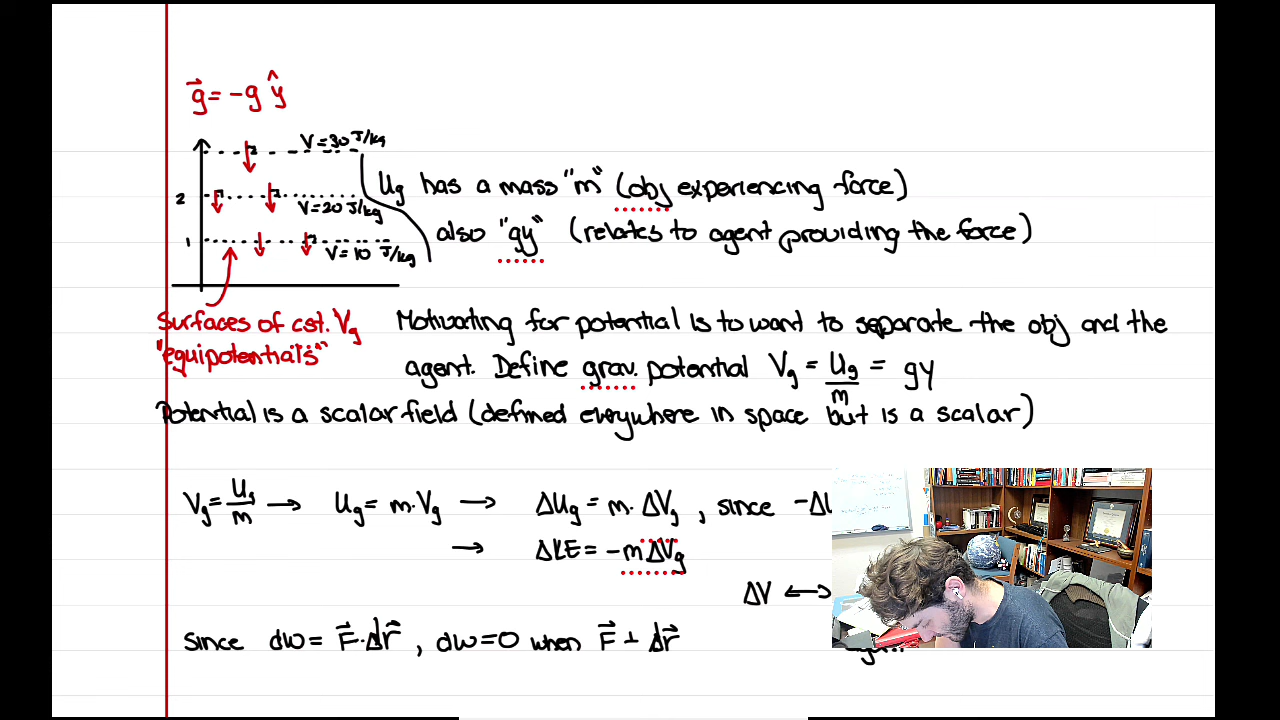 g⃗ = -g ŷ
V=30 J/kg
2
V=20 J/kg
1
V=10 J/kg
Ug has a mass "m" (obj experiencing force)
also "gy" (relates to agent providing the force)
Surfaces of cst. Vg
"equipotentials"
Motivating for potential is to want to separate the obj and the
agent. Define grav. potential Vg = Ug/m = gy
Potential is a scalar field (defined everywhere in space but is a scalar)
Vg = Ug/m → Ug = m·Vg → ΔUg = m·ΔVg, since -ΔU
→ ΔKE = -mΔVg
ΔV ↔
since dw = F⃗·dr⃗, dw=0 when F⃗ ⊥ dr⃗